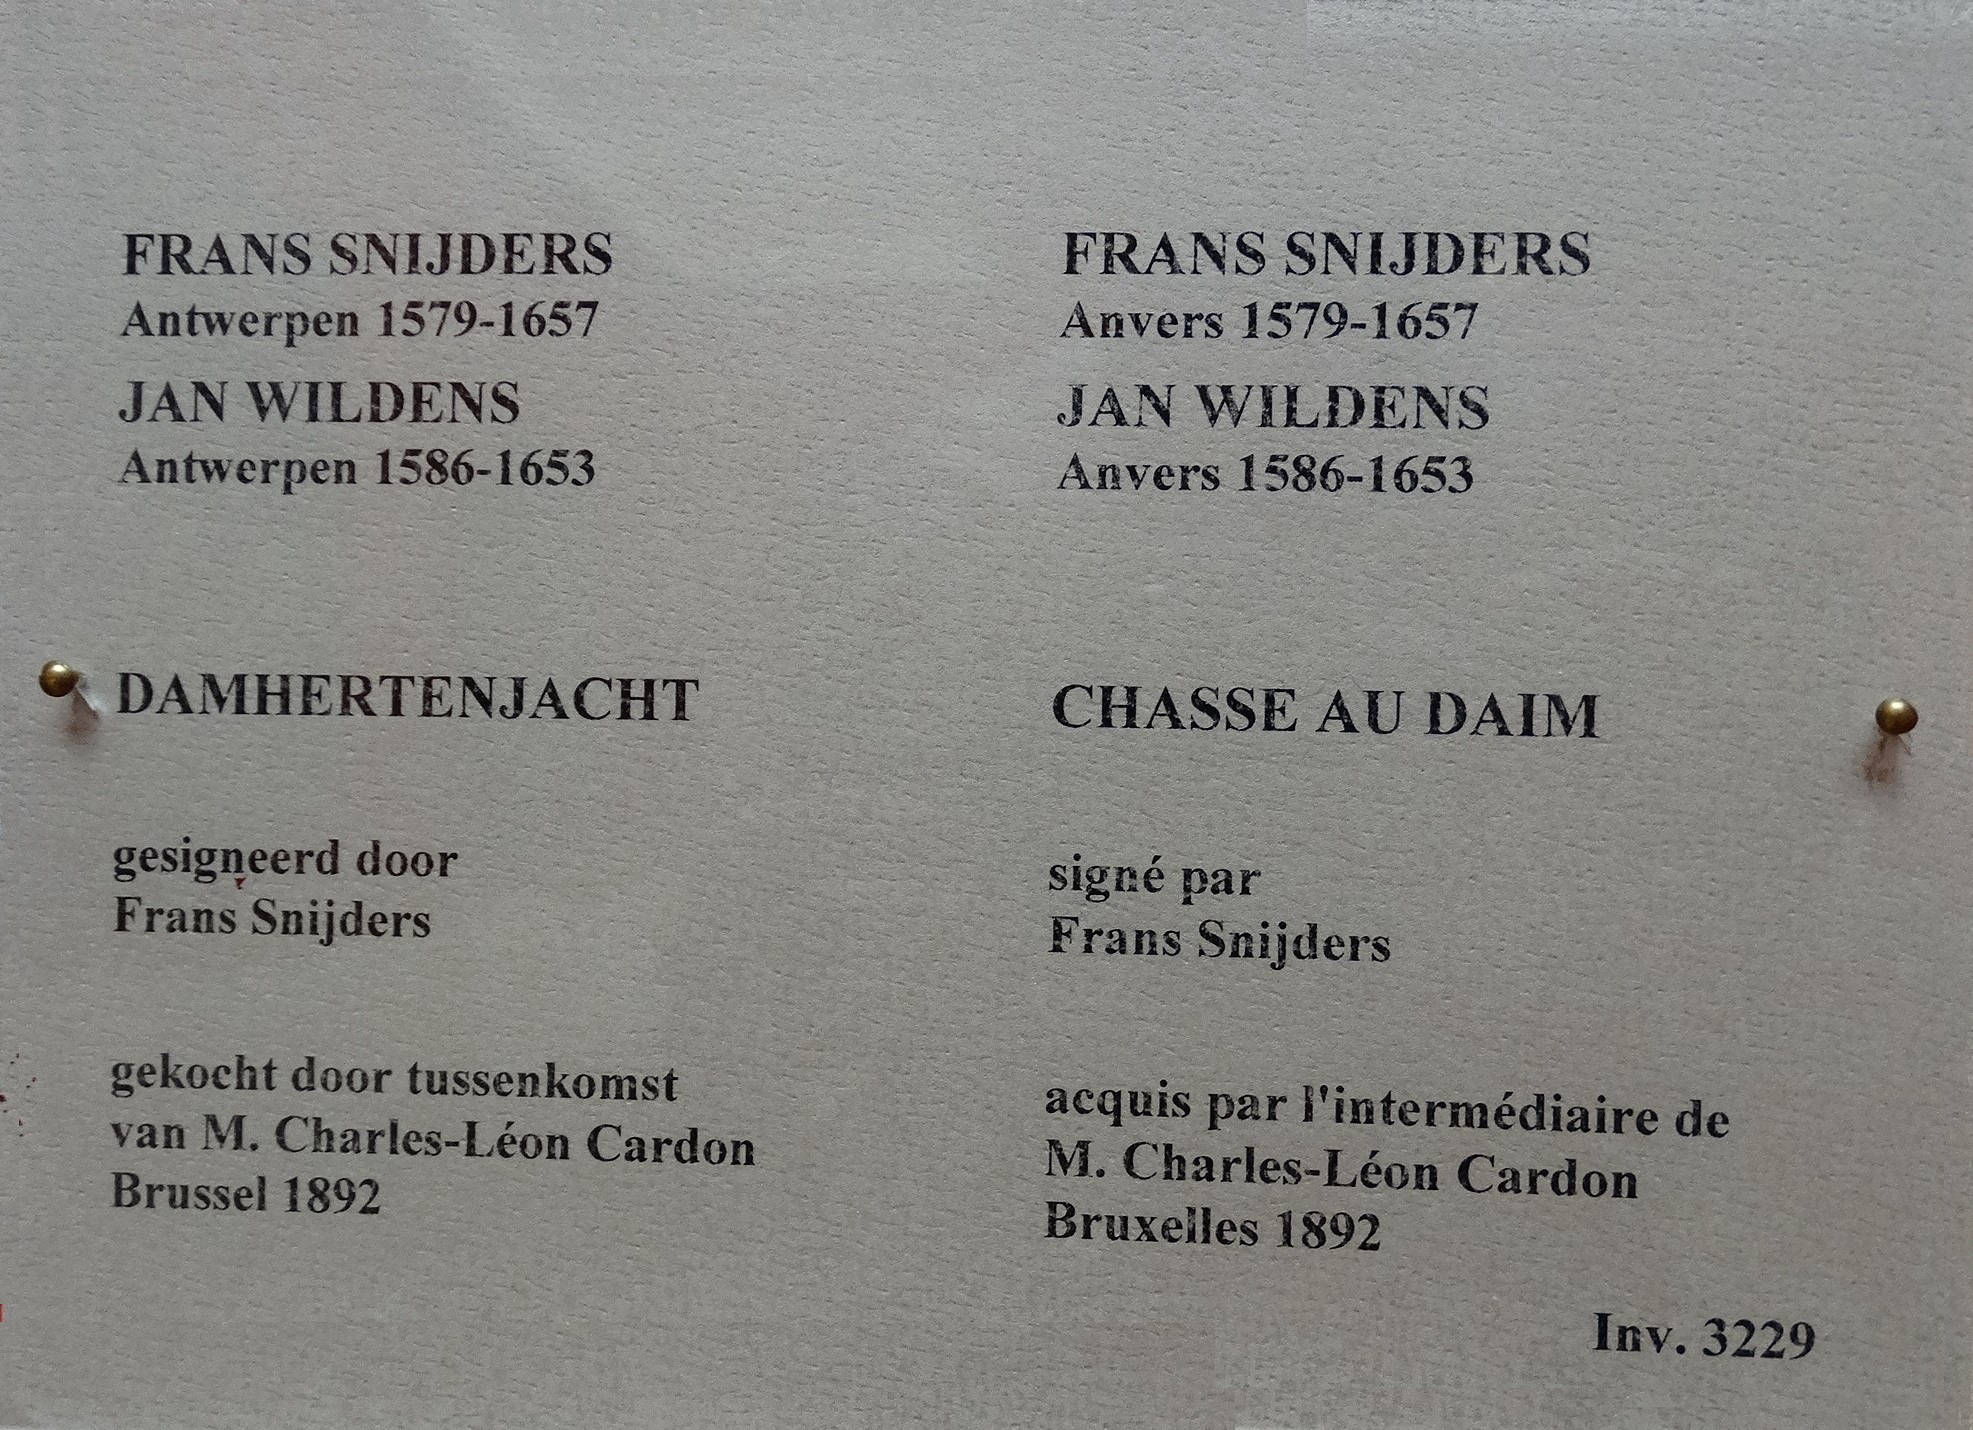 FRANS SNIJDERS
Antwerpen 1579-1657
JAN WILDENS
Antwerpen 1586-1653
DAMHERTENJACHT
gesigneerd door
Frans Snijders
gekocht door tussenkomst
van M. Charles-Léon Cardon
Brussel 1892
FRANS SNIJDERS
Anvers 1579-1657
JAN WILDENS
Anvers 1586-1653
CHASSE AU DAIM
signé par
Frans Snijders
acquis par l'intermédiaire de
M. Charles-Léon Cardon
Bruxelles 1892
Inv. 3229